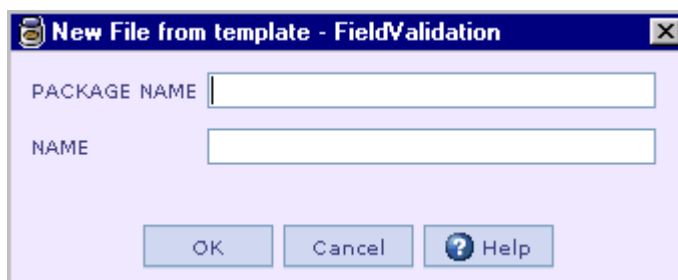 New File from template - FieldValidation
PACKAGE NAME
NAME
OK Cancel Help